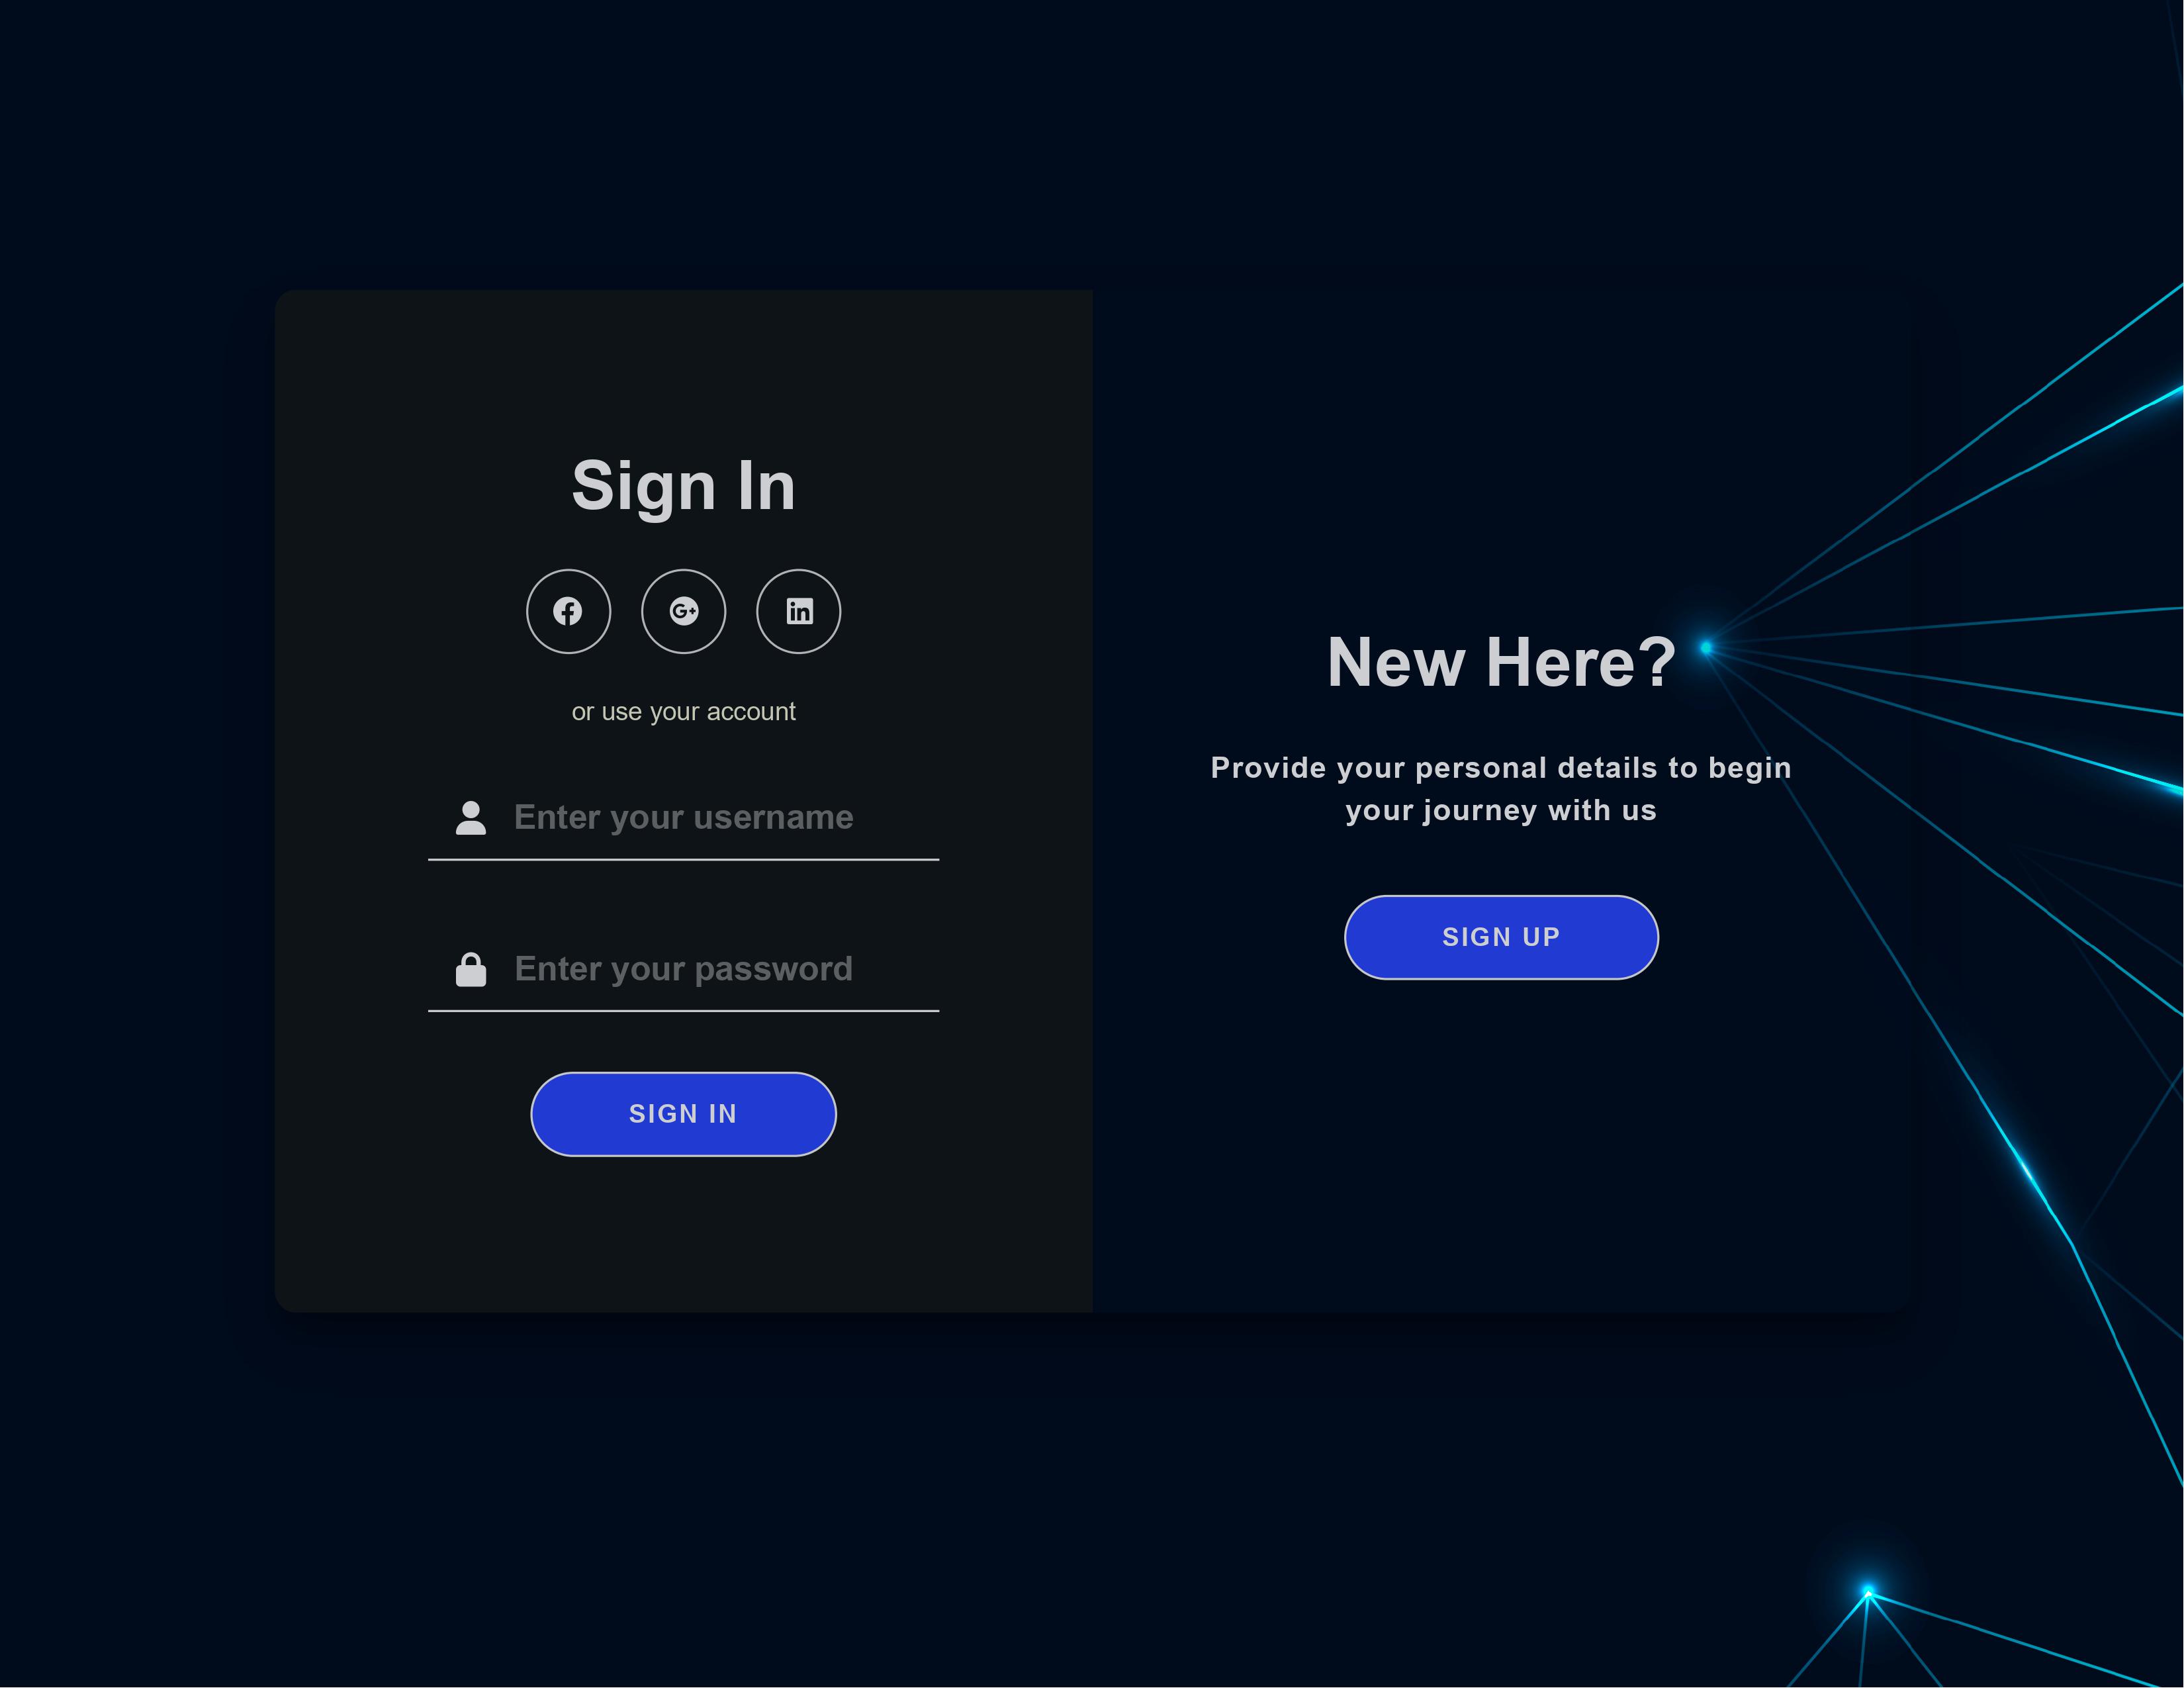 Sign In
or use your account
Enter your username
Enter your password
SIGN IN
New Here?
Provide your personal details to begin
your journey with us
SIGN UP